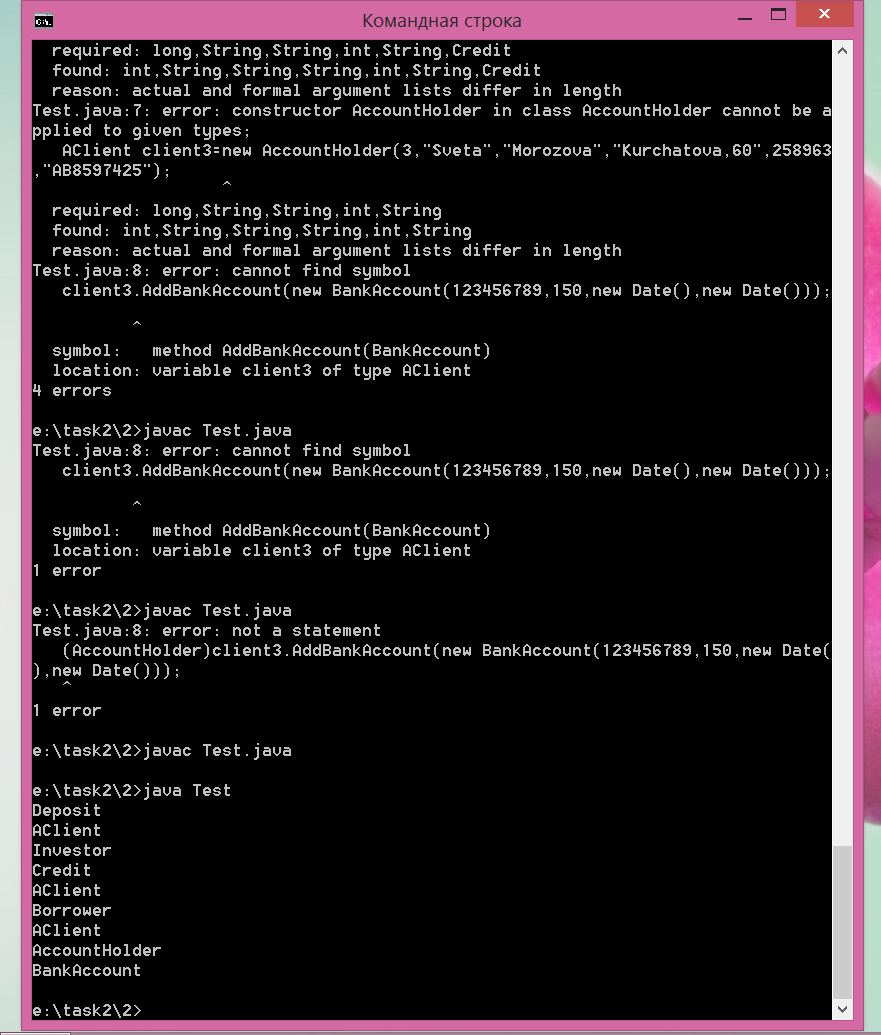 Командная строка
required: long,String,String,int,String,Credit
found: int,String,String,String,int,String,Credit
reason: actual and formal argument lists differ in length
Test.java:7: error: constructor AccountHolder in class AccountHolder cannot be a
pplied to given types;
AClient client3=new AccountHolder(3,"Sveta","Morozova","Kurchatova,60",258963
,"AB8597425");
^
required: long,String,String,int,String
found: int,String,String,String,int,String
reason: actual and formal argument lists differ in length
Test.java:8: error: cannot find symbol
client3.AddBankAccount(new BankAccount(123456789,150,new Date(),new Date()));
^
symbol:   method AddBankAccount(BankAccount)
location: variable client3 of type AClient
4 errors
e:\task2\2>javac Test.java
Test.java:8: error: cannot find symbol
client3.AddBankAccount(new BankAccount(123456789,150,new Date(),new Date()));
^
symbol:   method AddBankAccount(BankAccount)
location: variable client3 of type AClient
1 error
e:\task2\2>javac Test.java
Test.java:8: error: not a statement
(AccountHolder)client3.AddBankAccount(new BankAccount(123456789,150,new Date(
),new Date()));
^
1 error
e:\task2\2>javac Test.java
e:\task2\2>java Test
Deposit
AClient
Investor
Credit
AClient
Borrower
AClient
AccountHolder
BankAccount
e:\task2\2>